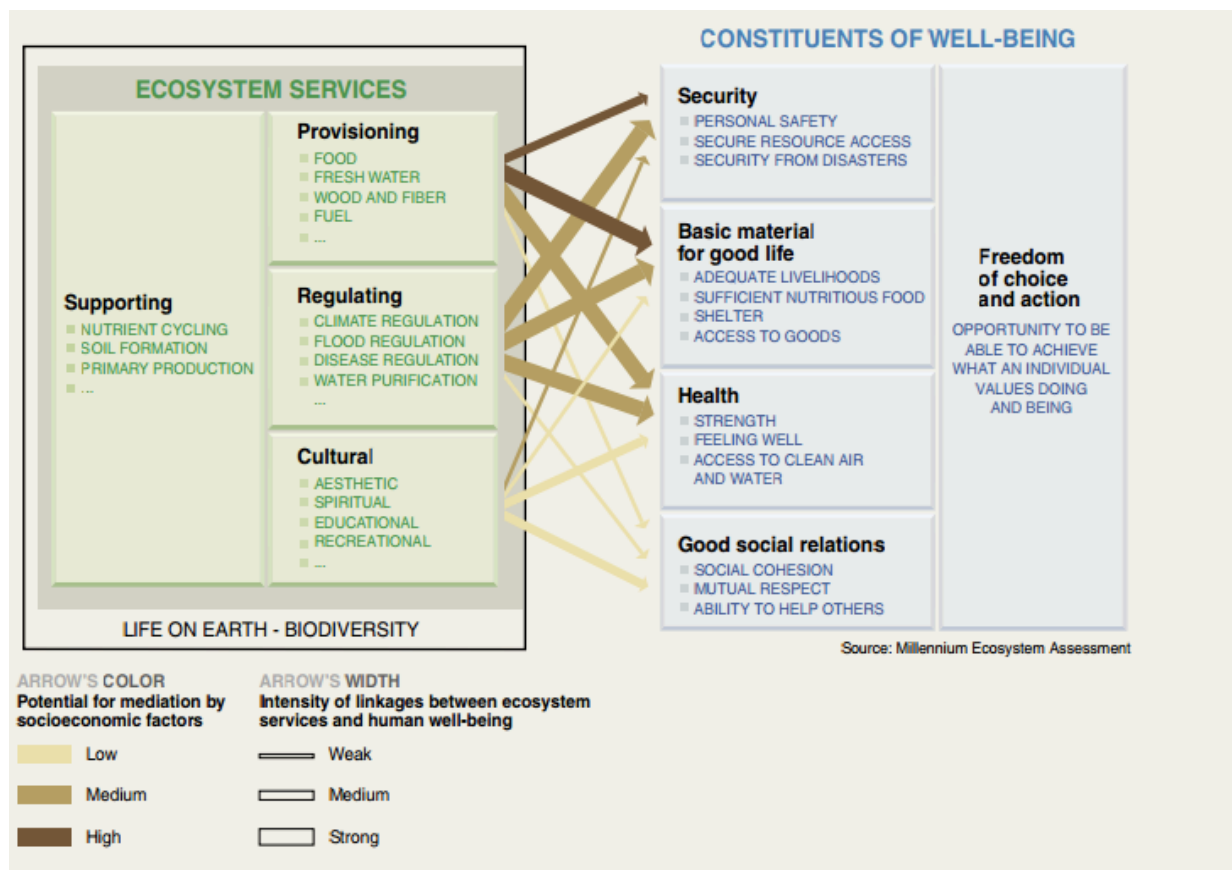 CONSTITUENTS OF WELL-BEING
ECOSYSTEM SERVICES
Supporting
NUTRIENT CYCLING
SOIL FORMATION
PRIMARY PRODUCTION
...
Provisioning
FOOD
FRESH WATER
WOOD AND FIBER
FUEL
...
Regulating
CLIMATE REGULATION
FLOOD REGULATION
DISEASE REGULATION
WATER PURIFICATION
...
Cultural
AESTHETIC
SPIRITUAL
EDUCATIONAL
RECREATIONAL
...
LIFE ON EARTH - BIODIVERSITY
Security
PERSONAL SAFETY
SECURE RESOURCE ACCESS
SECURITY FROM DISASTERS
Basic material
for good life
ADEQUATE LIVELIHOODS
SUFFICIENT NUTRITIOUS FOOD
SHELTER
ACCESS TO GOODS
Health
STRENGTH
FEELING WELL
ACCESS TO CLEAN AIR
AND WATER
Good social relations
SOCIAL COHESION
MUTUAL RESPECT
ABILITY TO HELP OTHERS
Freedom
of choice
and action
OPPORTUNITY TO BE
ABLE TO ACHIEVE
WHAT AN INDIVIDUAL
VALUES DOING
AND BEING
Source: Millennium Ecosystem Assessment
ARROW'S COLOR
Potential for mediation by
socioeconomic factors
Low
Medium
High
ARROW'S WIDTH
Intensity of linkages between ecosystem
services and human well-being
Weak
Medium
Strong